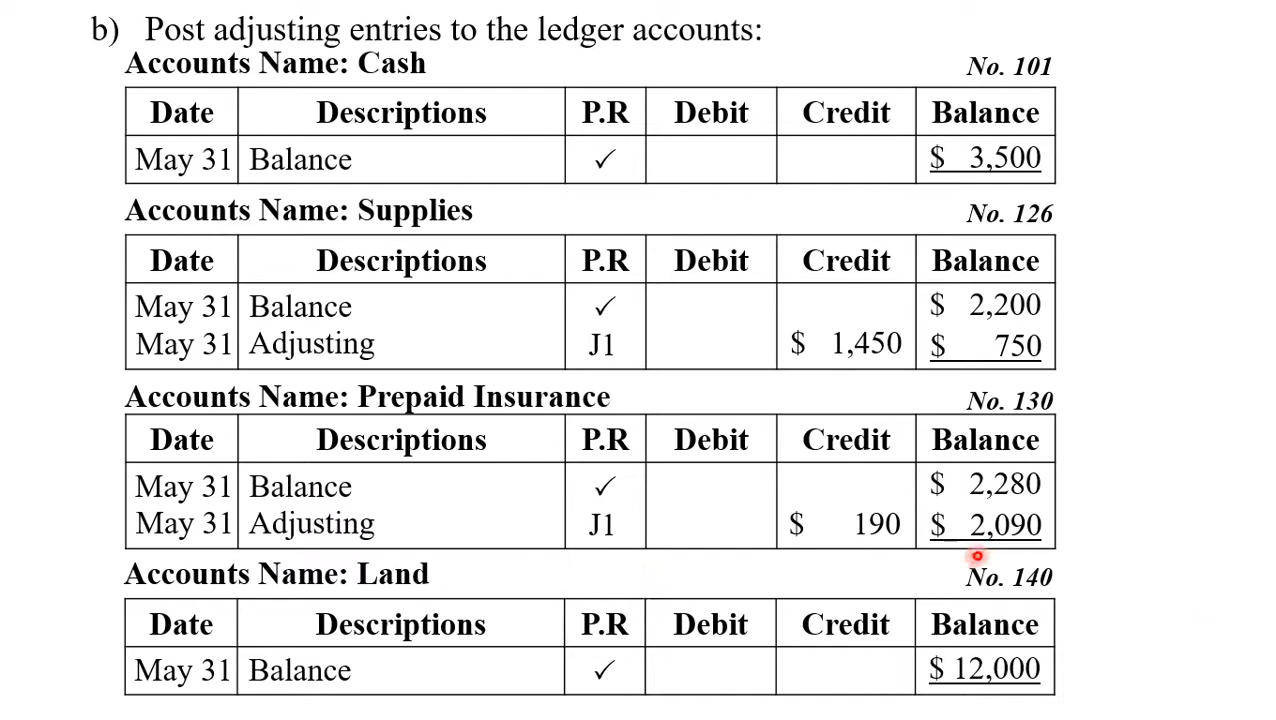 b) Post adjusting entries to the ledger accounts:
Accounts Name: Cash No. 101
Date Descriptions P.R Debit Credit Balance
May 31 Balance ✓ $ 3,500
Accounts Name: Supplies No. 126
Date Descriptions P.R Debit Credit Balance
May 31 Balance ✓ $ 2,200
May 31 Adjusting J1 $ 1,450 $ 750
Accounts Name: Prepaid Insurance No. 130
Date Descriptions P.R Debit Credit Balance
May 31 Balance ✓ $ 2,280
May 31 Adjusting J1 $ 190 $ 2,090
Accounts Name: Land No. 140
Date Descriptions P.R Debit Credit Balance
May 31 Balance ✓ $ 12,000